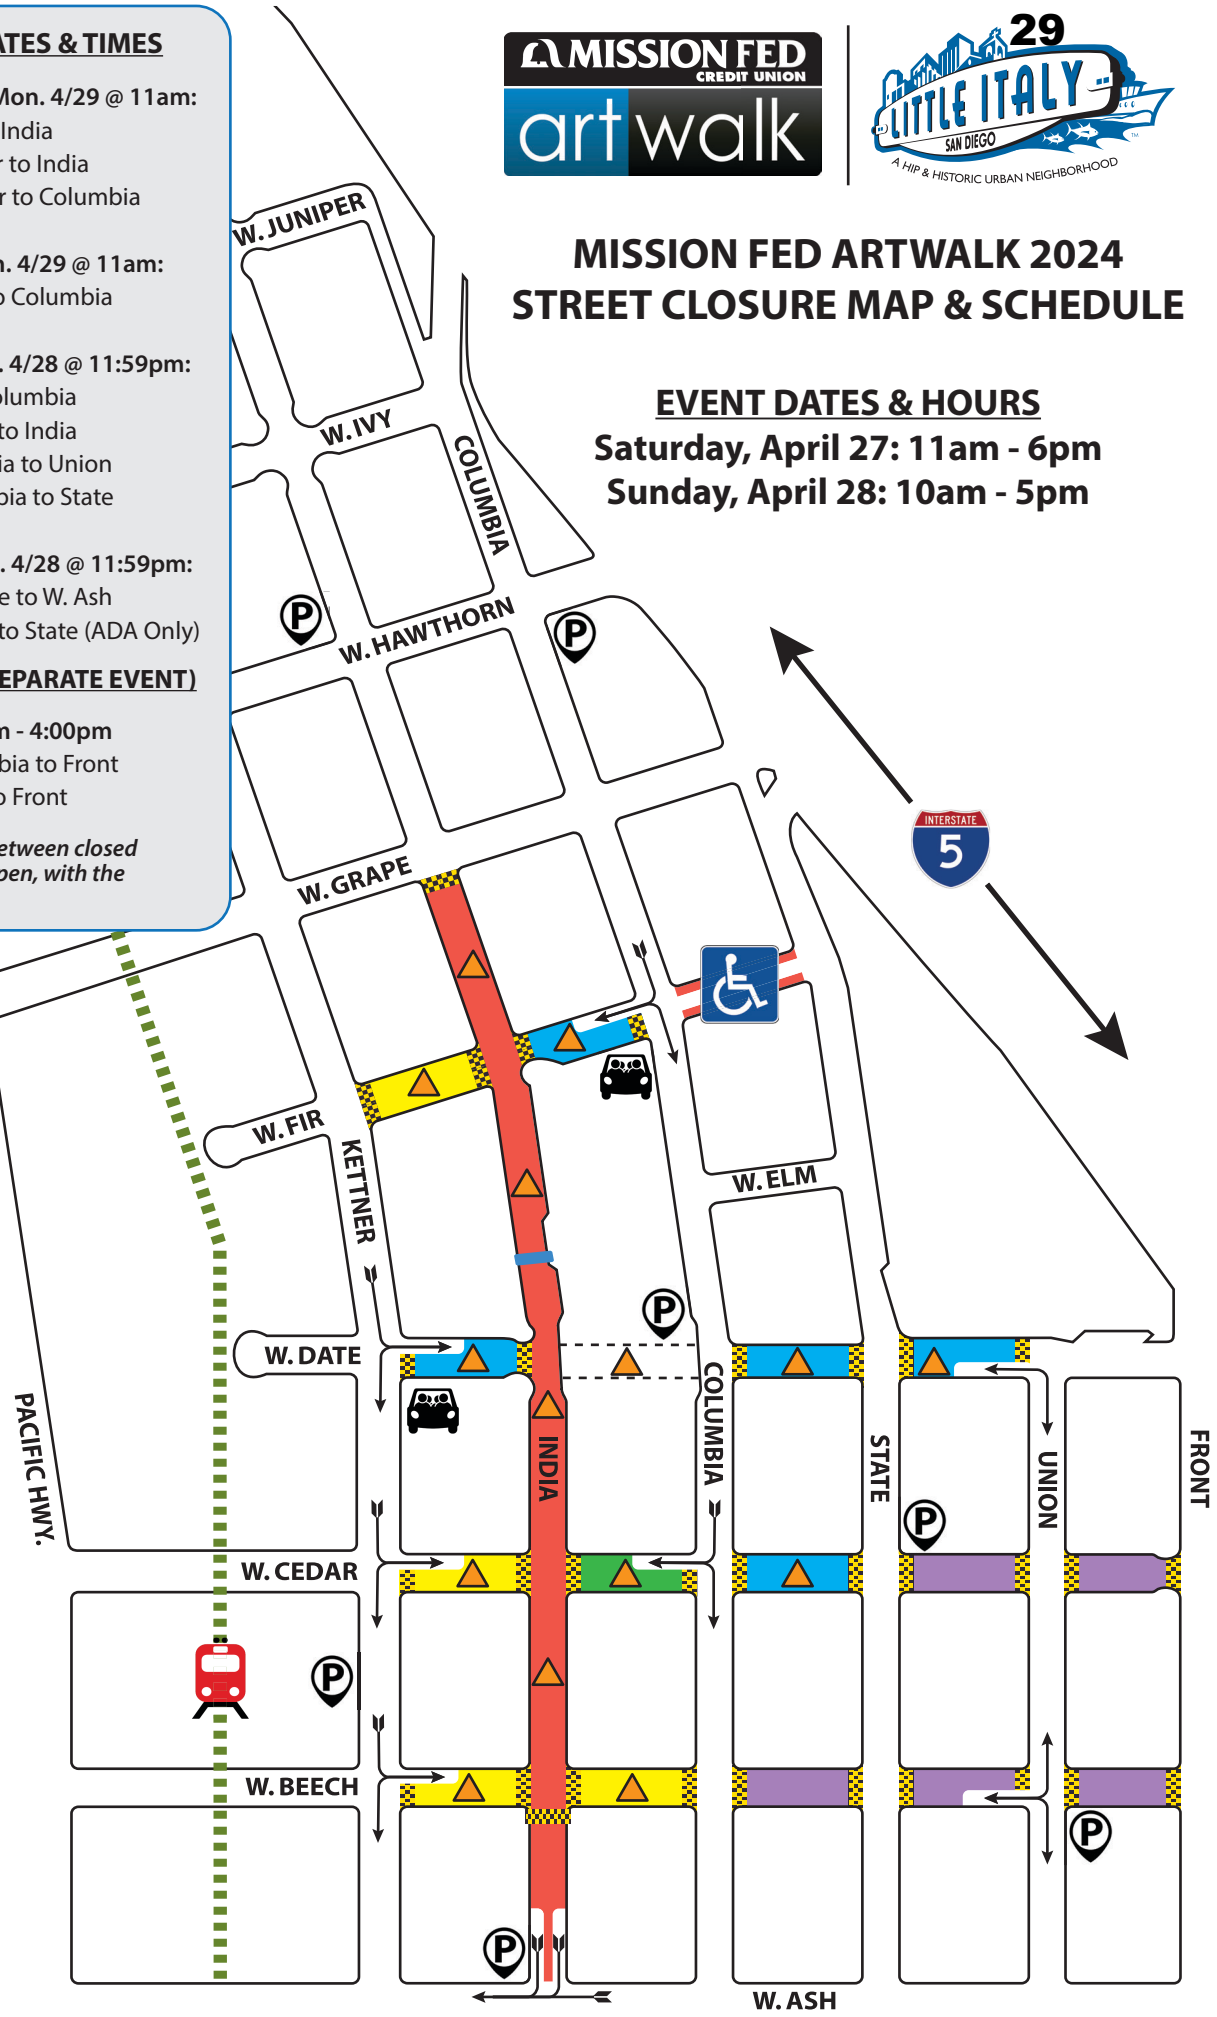 ATES & TIMES
Mon. 4/29 @ 11am:
India
r to India
r to Columbia
n. 4/29 @ 11am:
o Columbia
. 4/28 @ 11:59pm:
olumbia
to India
ia to Union
bia to State
. 4/28 @ 11:59pm:
e to W. Ash
to State (ADA Only)
EPARATE EVENT)
m - 4:00pm
bia to Front
o Front
etween closed
pen, with the
MISSION FED
CREDIT UNION
artwalk
29
LITTLE ITALY
SAN DIEGO
TM
A HIP & HISTORIC URBAN NEIGHBORHOOD
MISSION FED ARTWALK 2024
STREET CLOSURE MAP & SCHEDULE
EVENT DATES & HOURS
Saturday, April 27: 11am - 6pm
Sunday, April 28: 10am - 5pm
W. JUNIPER
W. IVY
COLUMBIA
P
W. HAWTHORN
P
INTERSTATE
5
W. GRAPE
W. FIR
KETTNER
W. ELM
P
W. DATE
PACIFIC HWY.
INDIA
COLUMBIA
STATE
UNION
FRONT
P
W. CEDAR
P
W. BEECH
P
P
W. ASH